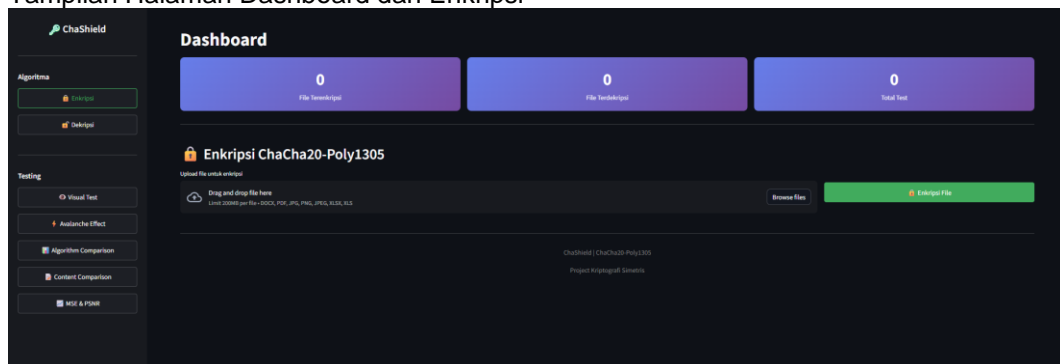 Tampilan Halaman Dashboard dan Enkripsi
ChaShield
Algoritma
Enkripsi
Dekripsi
Testing
Visual Test
Avalanche Effect
Algorithm Comparison
Content Comparison
MSE & PSNR
Dashboard
0
File Terenkripsi
0
File Terdekripsi
0
Total Test
Enkripsi ChaCha20-Poly1305
Upload file untuk enkripsi
Drag and drop file here
Limit 200MB per file • DOCX, PDF, JPG, PNG, JPEG, XLSX, XLS
Browse files
Enkripsi File
ChaShield | ChaCha20-Poly1305
Project Kriptografi Simetris